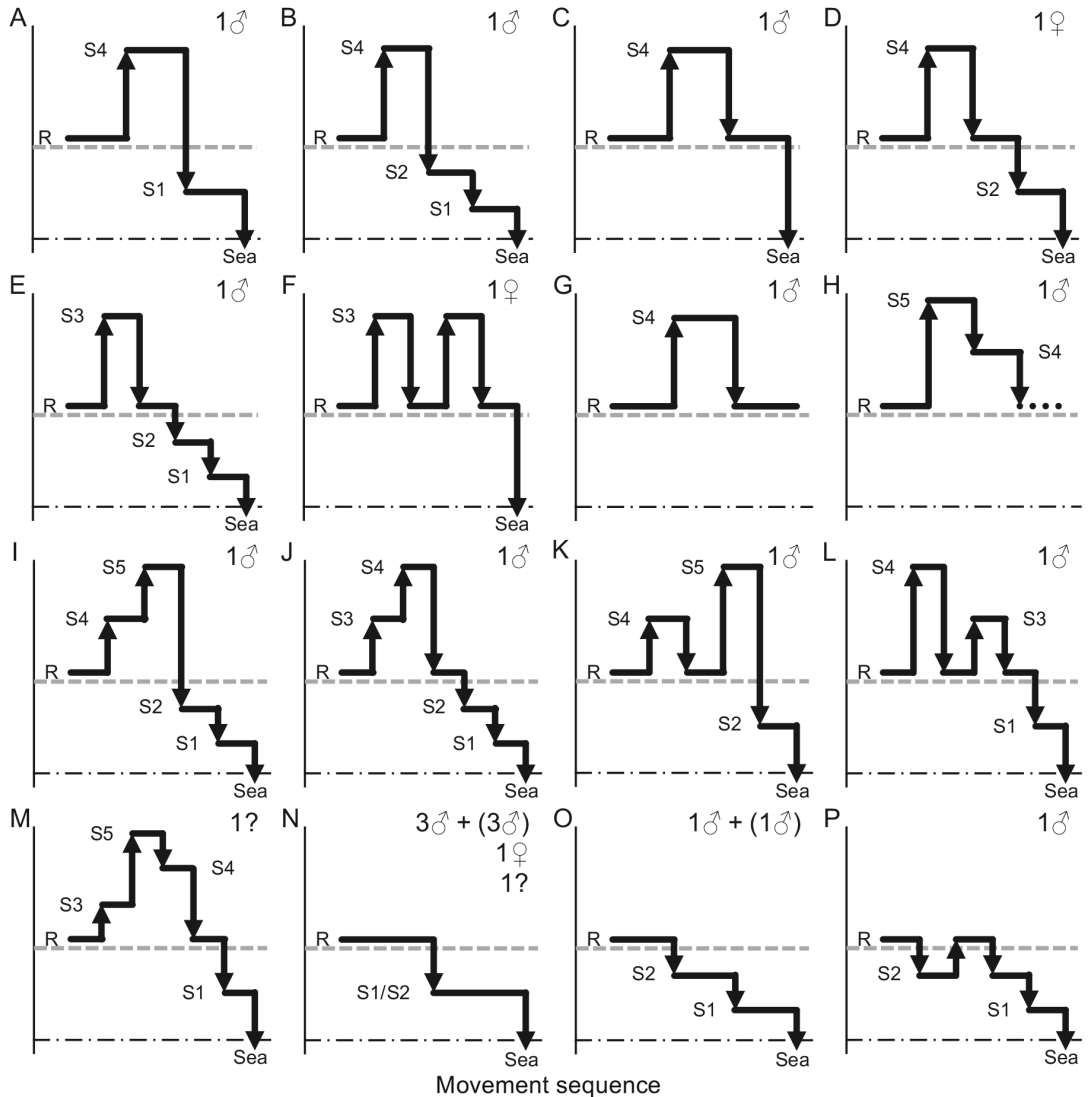 A 1♂
S4
R
S1
Sea
B 1♂
S4
S2
S1
Sea
C 1♂
S4
R
Sea
D 1♀
S4
R
S2
Sea
E 1♂
S3
R
S2
S1
Sea
F 1♀
S3
R
Sea
G 1♂
S4
R
H 1♂
S5
S4
R
I 1♂
S5
S4
R
S2
S1
Sea
J 1♂
S4
S3
R
S2
S1
Sea
K 1♂
S5
S4
R
S2
Sea
L 1♂
S4
S3
R
S1
Sea
M 1?
S5
S4
S3
R
S1
Sea
N 3♂ + (3♂)
1♀
1?
R
S1/S2
Sea
O 1♂ + (1♂)
R
S2
S1
Sea
P 1♂
R
S2
S1
Sea
Movement sequence